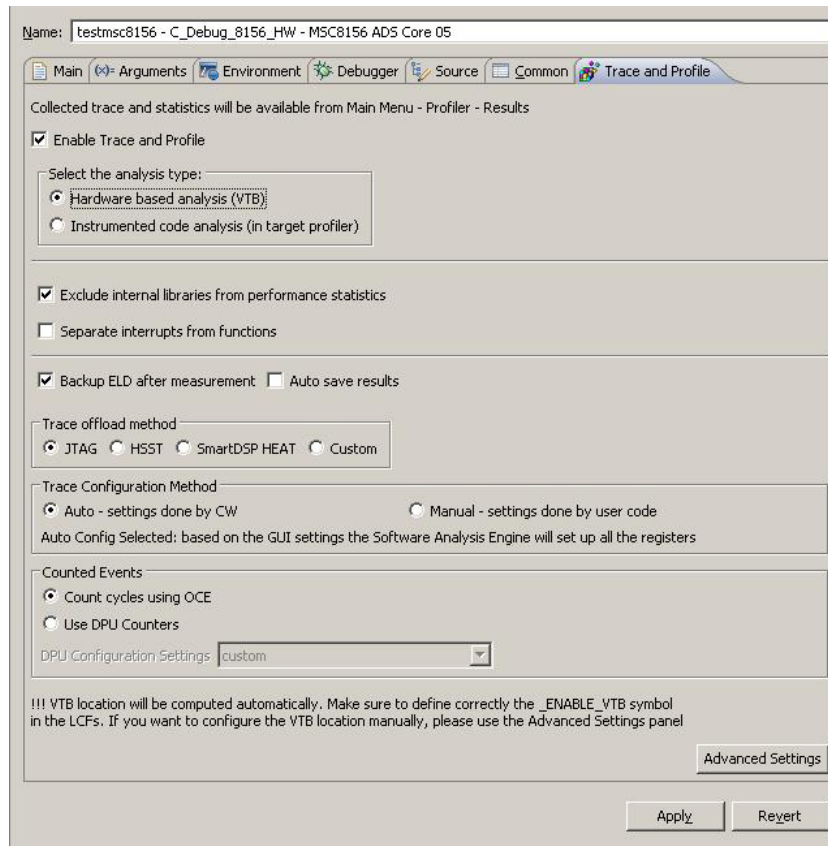 Name: testmsc8156 - C_Debug_8156_HW - MSC8156 ADS Core 05
Main (x)= Arguments Environment Debugger Source Common Trace and Profile
Collected trace and statistics will be available from Main Menu - Profiler - Results
Enable Trace and Profile
Select the analysis type:
Hardware based analysis (VTB)
Instrumented code analysis (in target profiler)
Exclude internal libraries from performance statistics
Separate interrupts from functions
Backup ELD after measurement Auto save results
Trace offload method
JTAG HSST SmartDSP HEAT Custom
Trace Configuration Method
Auto - settings done by CW Manual - settings done by user code
Auto Config Selected: based on the GUI settings the Software Analysis Engine will set up all the registers
Counted Events
Count cycles using OCE
Use DPU Counters
DPU Configuration Settings custom
!!! VTB location will be computed automatically. Make sure to define correctly the _ENABLE_VTB symbol
in the LCFs. If you want to configure the VTB location manually, please use the Advanced Settings panel
Advanced Settings
Apply Revert